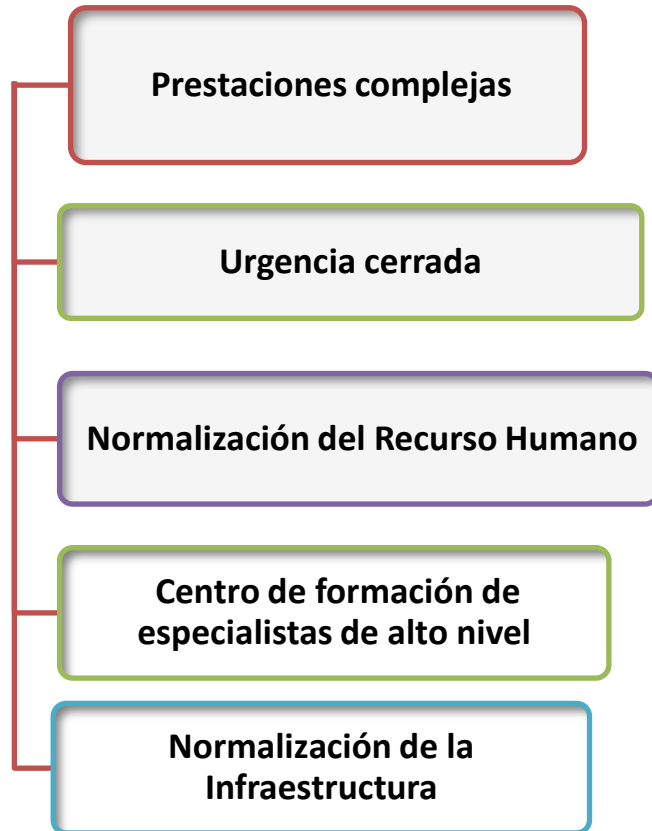 Prestaciones complejas
Urgencia cerrada
Normalización del Recurso Humano
Centro de formación de
especialistas de alto nivel
Normalización de la
Infraestructura